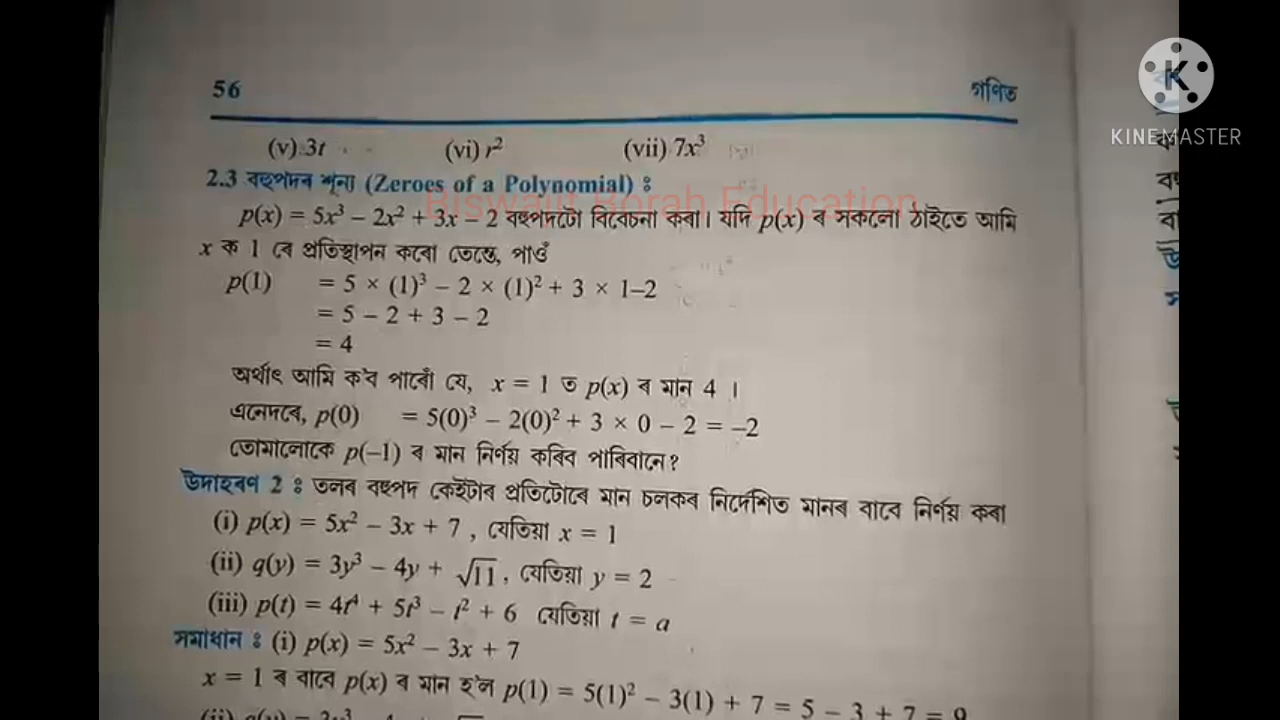 56 গণিত
KINEMASTER
(v) 3t (vi) r² (vii) 7x³
2.3 বহুপদৰ শূন্য (Zeroes of a Polynomial) ঃ
Biswajit Borah Education
p(x) = 5x³ – 2x² + 3x – 2 বহুপদটো বিবেচনা কৰা। যদি p(x) ৰ সকলো ঠাইতে আমি
x ক 1 ৰে প্ৰতিস্থাপন কৰো তেন্তে, পাওঁ
p(1) = 5 × (1)³ – 2 × (1)² + 3 × 1–2
= 5 – 2 + 3 – 2
= 4
অৰ্থাৎ আমি ক'ব পাৰোঁ যে, x = 1 ত p(x) ৰ মান 4 ।
এনেদৰে, p(0) = 5(0)³ – 2(0)² + 3 × 0 – 2 = –2
তোমালোকে p(–1) ৰ মান নিৰ্ণয় কৰিব পাৰিবানে?
উদাহৰণ 2 ঃ তলৰ বহুপদ কেইটাৰ প্ৰতিটোৰে মান চলকৰ নিৰ্দেশিত মানৰ বাবে নিৰ্ণয় কৰা
(i) p(x) = 5x² – 3x + 7 , যেতিয়া x = 1
(ii) q(y) = 3y³ – 4y + √11 , যেতিয়া y = 2
(iii) p(t) = 4t⁴ + 5t³ – t² + 6 যেতিয়া t = a
সমাধান ঃ (i) p(x) = 5x² – 3x + 7
x = 1 ৰ বাবে p(x) ৰ মান হ'ল p(1) = 5(1)² – 3(1) + 7 = 5 – 3 + 7 = 9